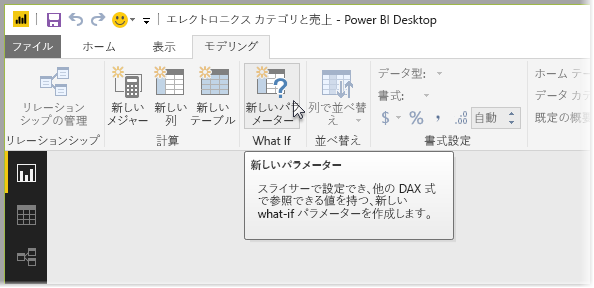 エレクトロニクス カテゴリと売上 - Power BI Desktop
ファイル ホーム 表示 モデリング
リレーション
シップの管理
新しい
メジャー
新しい
列
新しい
テーブル
新しいパラ
メーター
列で並べ替
え
データ型:
書式:
$ % , .00 自動
ホーム テー
データ カテ
既定の概要
リレーションシップ 計算 What If 並べ替え 書式設定
新しいパラメーター
スライサーで設定でき、他の DAX 式
で参照できる値を持つ、新しい
what-if パラメーターを作成します。